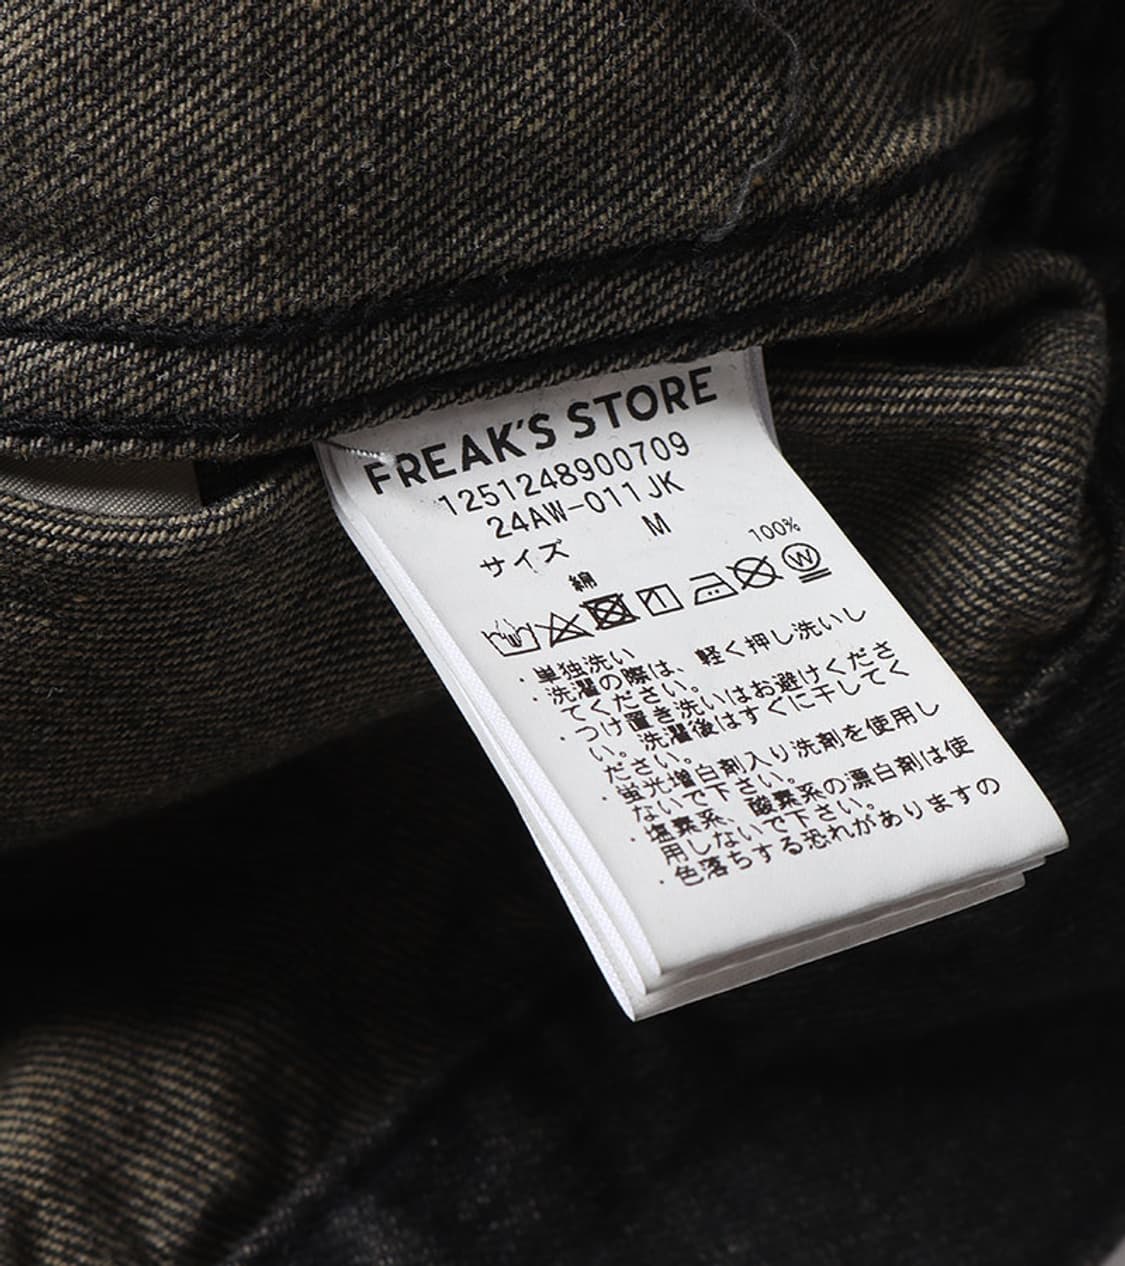 FREAK'S STORE
1251248900709
24AW-011JK
サイズ M
綿 100%
・単独洗い
・洗濯の際は、軽く押し洗いし
てください。
・つけ置き洗いはお避けくださ
い。洗濯後はすぐに干してく
ださい。
・蛍光増白剤入り洗剤を使用し
ないで下さい。
・塩素系、酸素系の漂白剤は使
用しないで下さい。
・色落ちする恐れがありますの